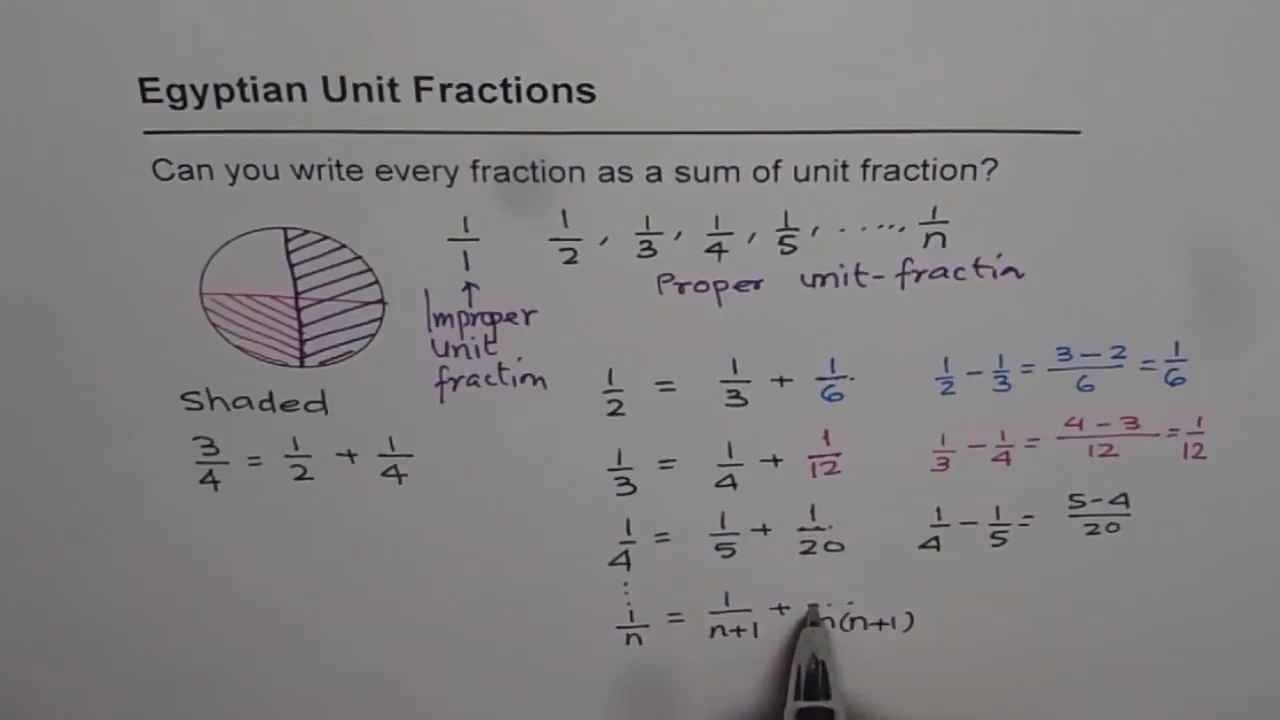 Egyptian Unit Fractions
Can you write every fraction as a sum of unit fraction?
1/1 1/2, 1/3, 1/4, 1/5, ....., 1/n
↑ Proper unit-fractin
Improper
unit
fraction
Shaded
3/4 = 1/2 + 1/4
1/2 = 1/3 + 1/6 1/2 - 1/3 = 3-2/6 = 1/6
1/3 = 1/4 + 1/12 1/3 - 1/4 = 4-3/12 = 1/12
1/4 = 1/5 + 1/20 1/4 - 1/5 = 5-4/20
⋮
1/n = 1/n+1 + n(n+1)